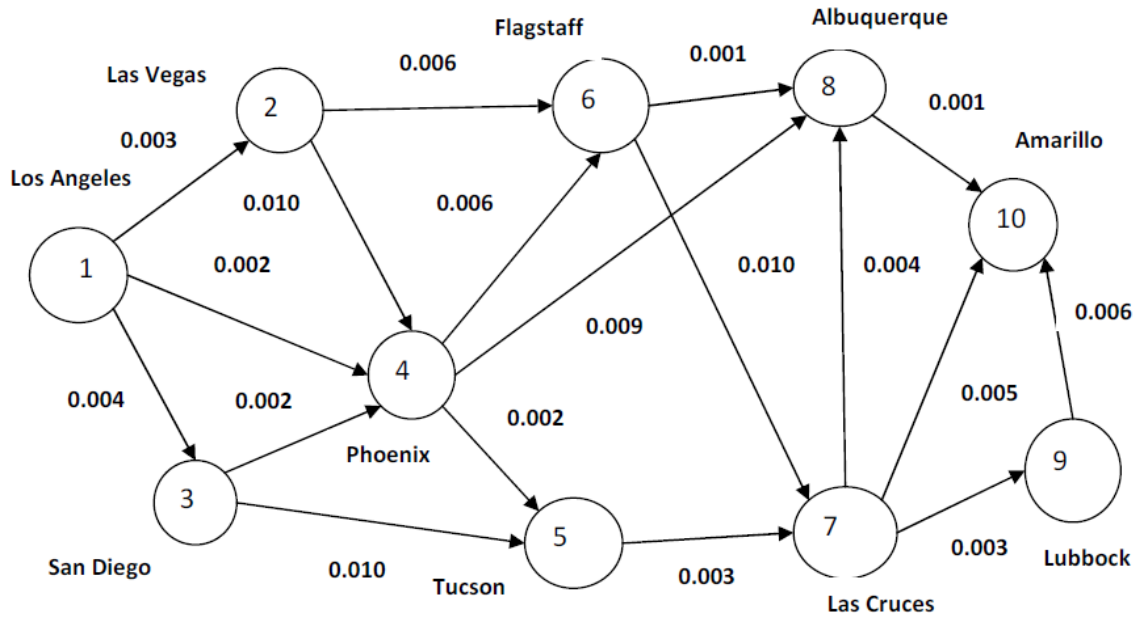 Albuquerque
Flagstaff
0.001
0.006
Las Vegas
8
2
6
0.001
0.003
Amarillo
Los Angeles
0.010
0.006
10
1
0.002
0.010
0.004
0.009
0.006
4
0.004
0.002
0.002
0.005
Phoenix
9
3
5
7
0.003
Lubbock
San Diego
0.010
Tucson
0.003
Las Cruces